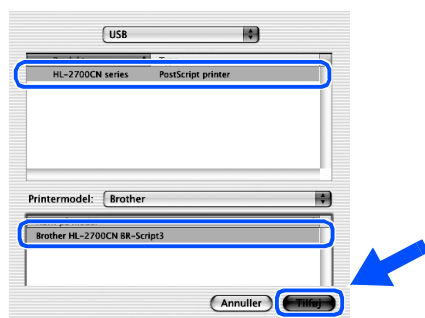 USB
HL-2700CN series PostScript printer
Printermodel: Brother
Brother HL-2700CN BR-Script3
Annuller Tilføj